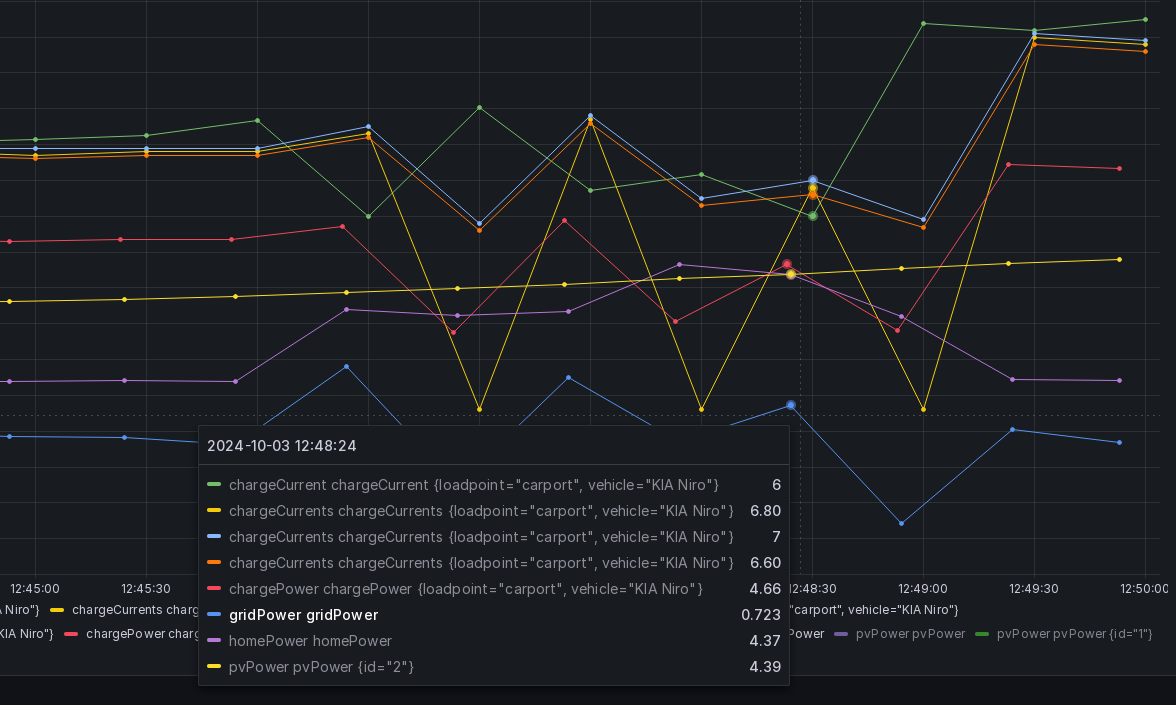 2024-10-03 12:48:24
chargeCurrent chargeCurrent {loadpoint="carport", vehicle="KIA Niro"} 6
chargeCurrents chargeCurrents {loadpoint="carport", vehicle="KIA Niro"} 6.80
chargeCurrents chargeCurrents {loadpoint="carport", vehicle="KIA Niro"} 7
chargeCurrents chargeCurrents {loadpoint="carport", vehicle="KIA Niro"} 6.60
chargePower chargePower {loadpoint="carport", vehicle="KIA Niro"} 4.66
gridPower gridPower 0.723
homePower homePower 4.37
pvPower pvPower {id="2"} 4.39
12:45:00 12:45:30 12:48:30 12:49:00 12:49:30 12:50:00
Niro"} chargeCurrents charg "carport", vehicle="KIA Niro"}
KIA Niro"} chargePower charg Power pvPower pvPower pvPower pvPower {id="1"}